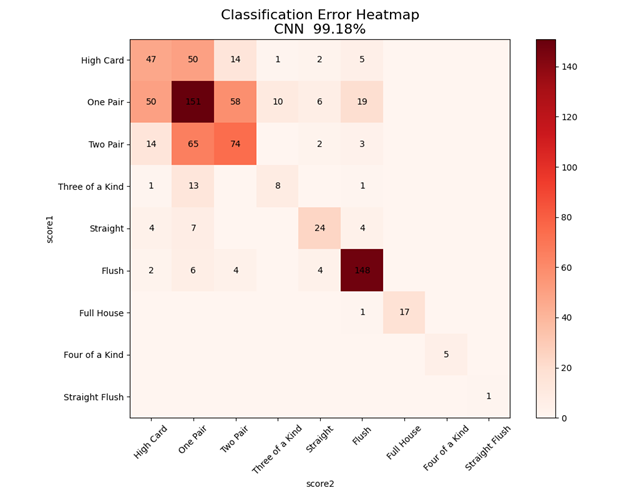 Classification Error Heatmap
CNN  99.18%
score1
High Card 47 50 14 1 2 5
One Pair 50 151 58 10 6 19
Two Pair 14 65 74 2 3
Three of a Kind 1 13 8 1
Straight 4 7 24 4
Flush 2 6 4 4 148
Full House 1 17
Four of a Kind 5
Straight Flush 1
High Card One Pair Two Pair Three of a Kind Straight Flush Full House Four of a Kind Straight Flush
score2
140
120
100
80
60
40
20
0